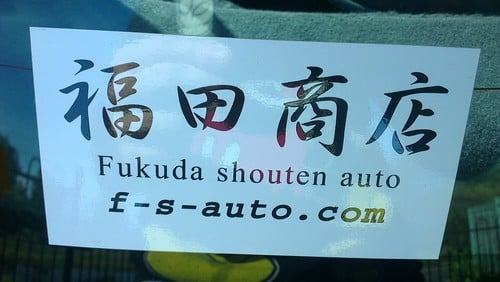 福田商店
Fukuda shouten auto
f-s-auto.com